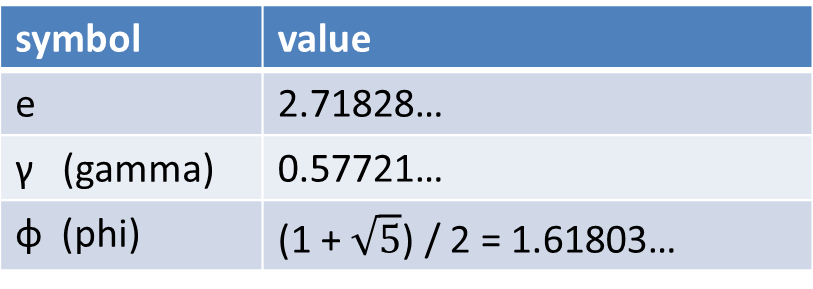 symbol value
e 2.71828...
γ (gamma) 0.57721...
ϕ (phi) (1 + √5) / 2 = 1.61803...